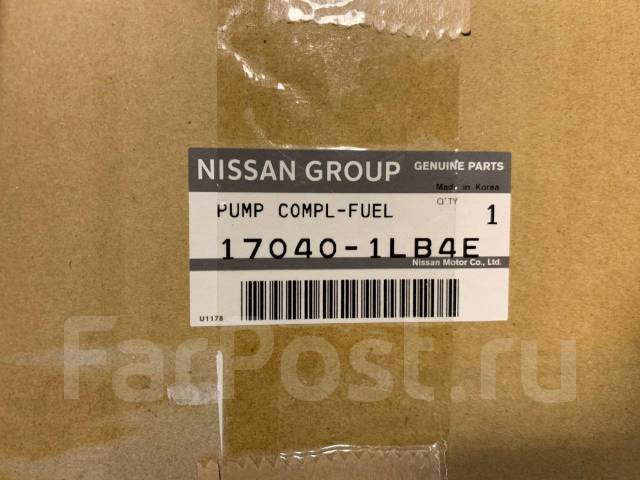 NISSAN GROUP GENUINE PARTS
Made in Korea
PUMP COMPL-FUEL Q'TY 1
17040-1LB4E
Nissan Motor Co., Ltd.
U1178
FarPost.ru